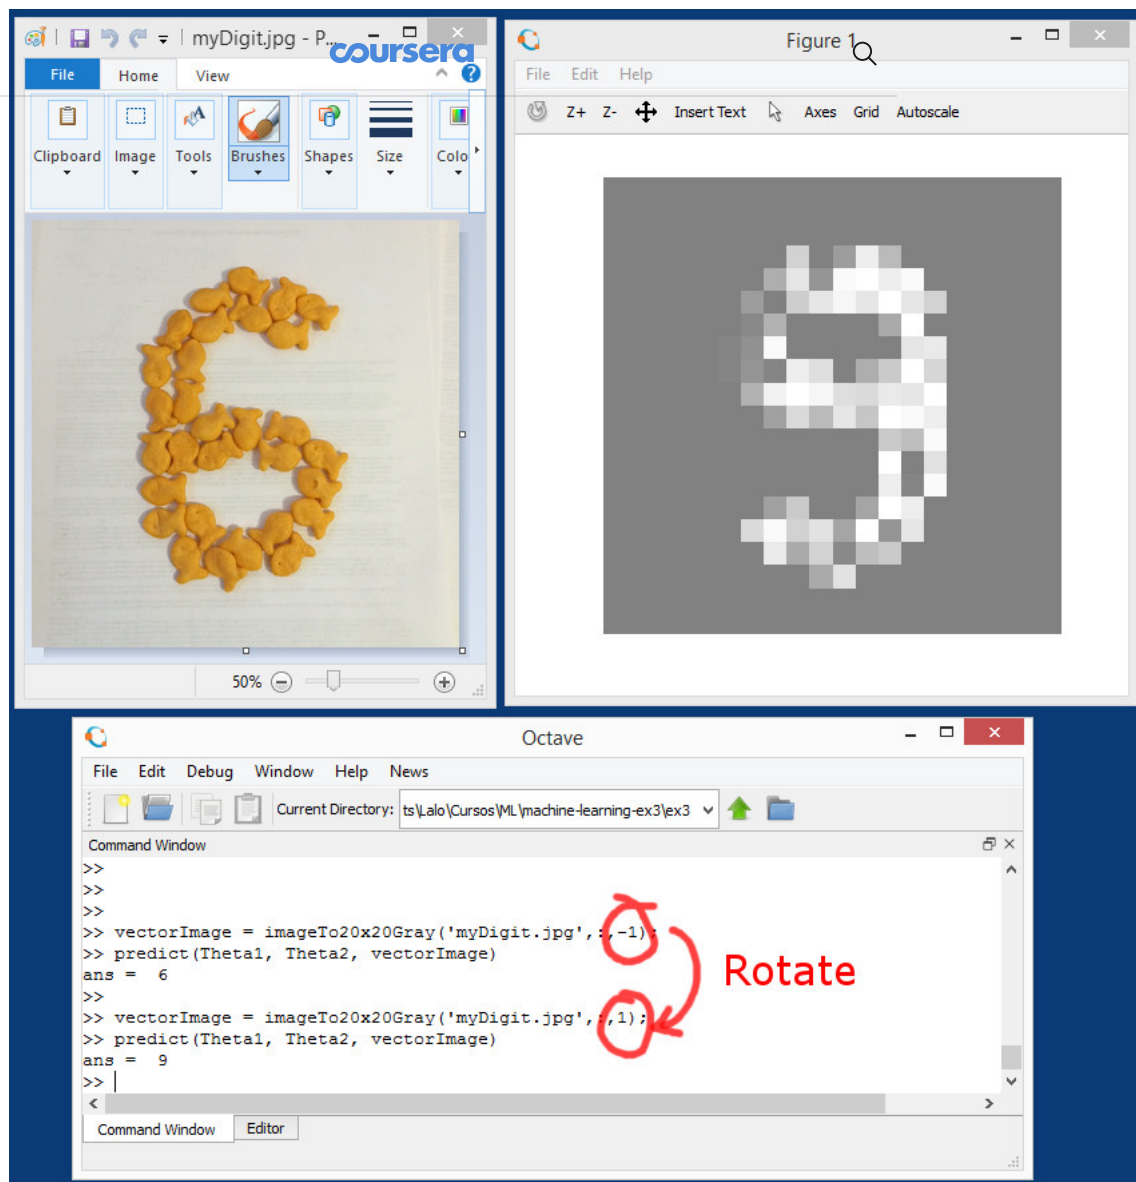 myDigit.jpg - P...
coursera
File Home View
Clipboard Image Tools Brushes Shapes Size Colo
50%
Figure 1
File Edit Help
Z+ Z- Insert Text Axes Grid Autoscale
Octave
File Edit Debug Window Help News
Current Directory: ts\Lalo\Cursos\ML\machine-learning-ex3\ex3
Command Window
>>
>>
>>
>> vectorImage = imageTo20x20Gray('myDigit.jpg',:,-1);
>> predict(Theta1, Theta2, vectorImage)
ans = 6
>>
>> vectorImage = imageTo20x20Gray('myDigit.jpg',:,1);
>> predict(Theta1, Theta2, vectorImage)
ans = 9
>>
Rotate
Command Window Editor